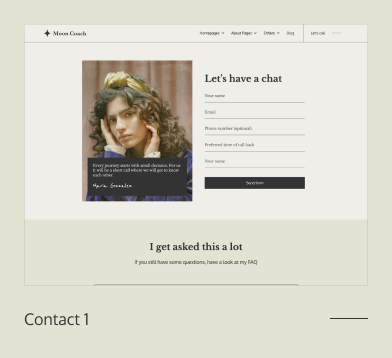 Moon Coach
Homepages About Pages Others Blog Let's call
Let's have a chat
Your name
Email
Phone number (optional)
Preferred time of call back
Your name
Send form
Every journey starts with small decision. For us
it will be a short call where we will get to know
each other.
Maria Gonzalez
I get asked this a lot
If you still have some questions, have a look at my FAQ
Contact 1